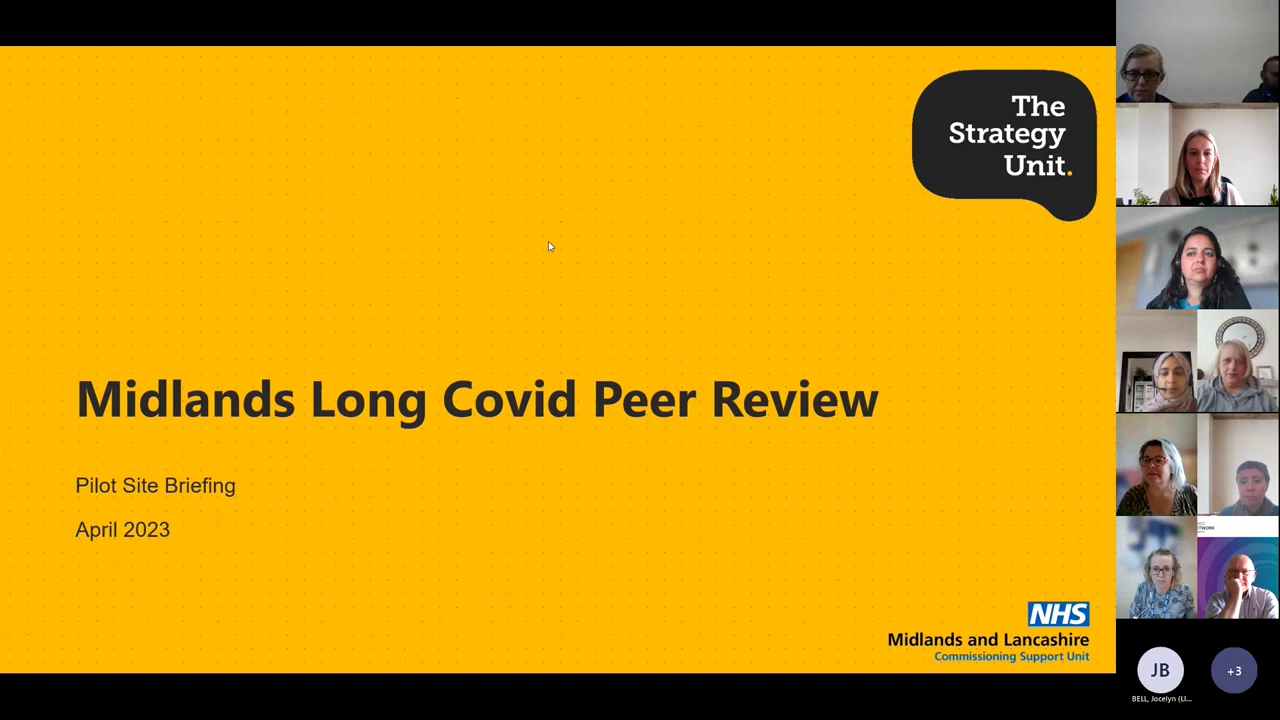 The
Strategy
Unit.
Midlands Long Covid Peer Review
Pilot Site Briefing
April 2023
NHS
Midlands and Lancashire
Commissioning Support Unit
JB
+3
BELL, Jocelyn (LI...